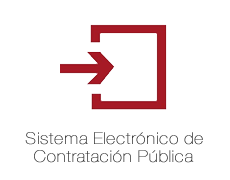 Sistema Electrónico de
Contratación Pública